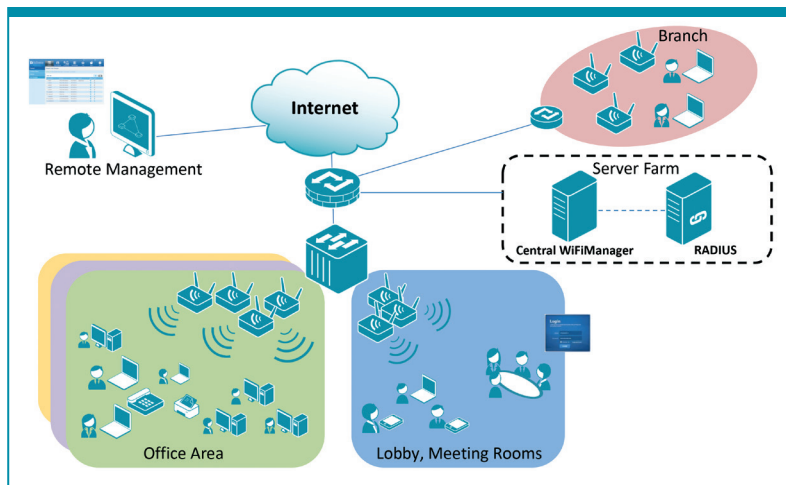 Branch
Internet
Remote Management
Server Farm
Central WiFiManager
RADIUS
Login
Office Area
Lobby, Meeting Rooms